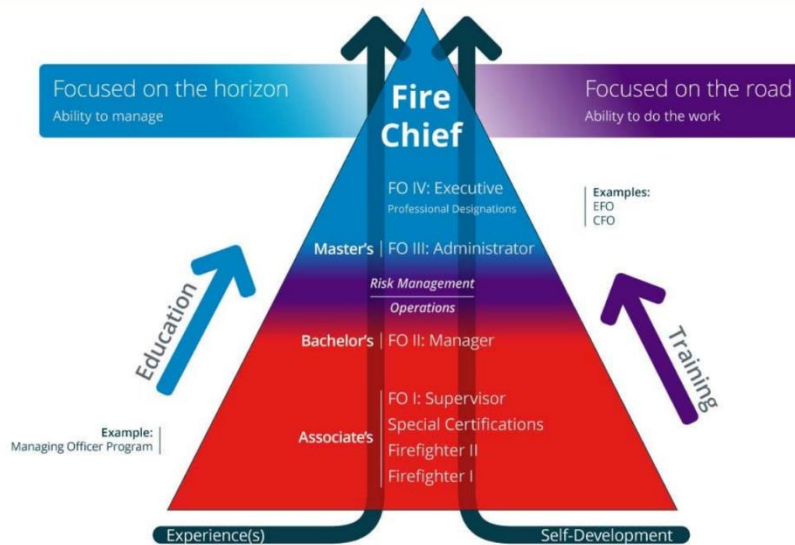 Focused on the horizon
Ability to manage
Focused on the road
Ability to do the work
Fire
Chief
FO IV: Executive
Professional Designations
Examples:
EFO
CFO
Master's | FO III: Administrator
Risk Management
Operations
Bachelor's | FO II: Manager
Education
Training
FO I: Supervisor
Special Certifications
Associate's
Firefighter II
Firefighter I
Example:
Managing Officer Program
Experience(s)
Self-Development